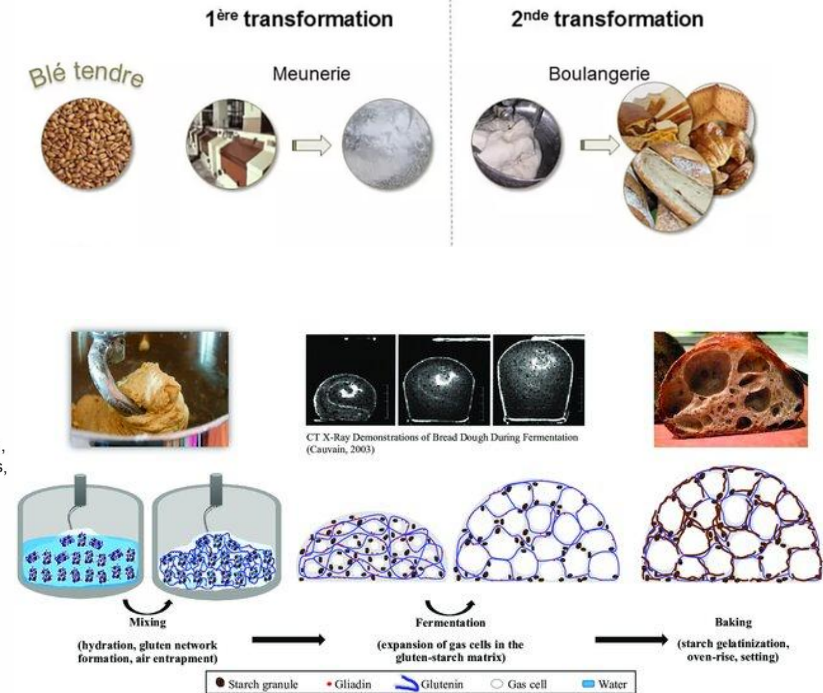 1ère transformation
2nde transformation
Blé tendre
Meunerie
Boulangerie
CT X-Ray Demonstrations of Bread Dough During Fermentation
(Cauvain, 2003)
,
s,
Mixing
(hydration, gluten network
formation, air entrapment)
Fermentation
(expansion of gas cells in the
gluten-starch matrix)
Baking
(starch gelatinization,
oven-rise, setting)
Starch granule
Gliadin
Glutenin
Gas cell
Water